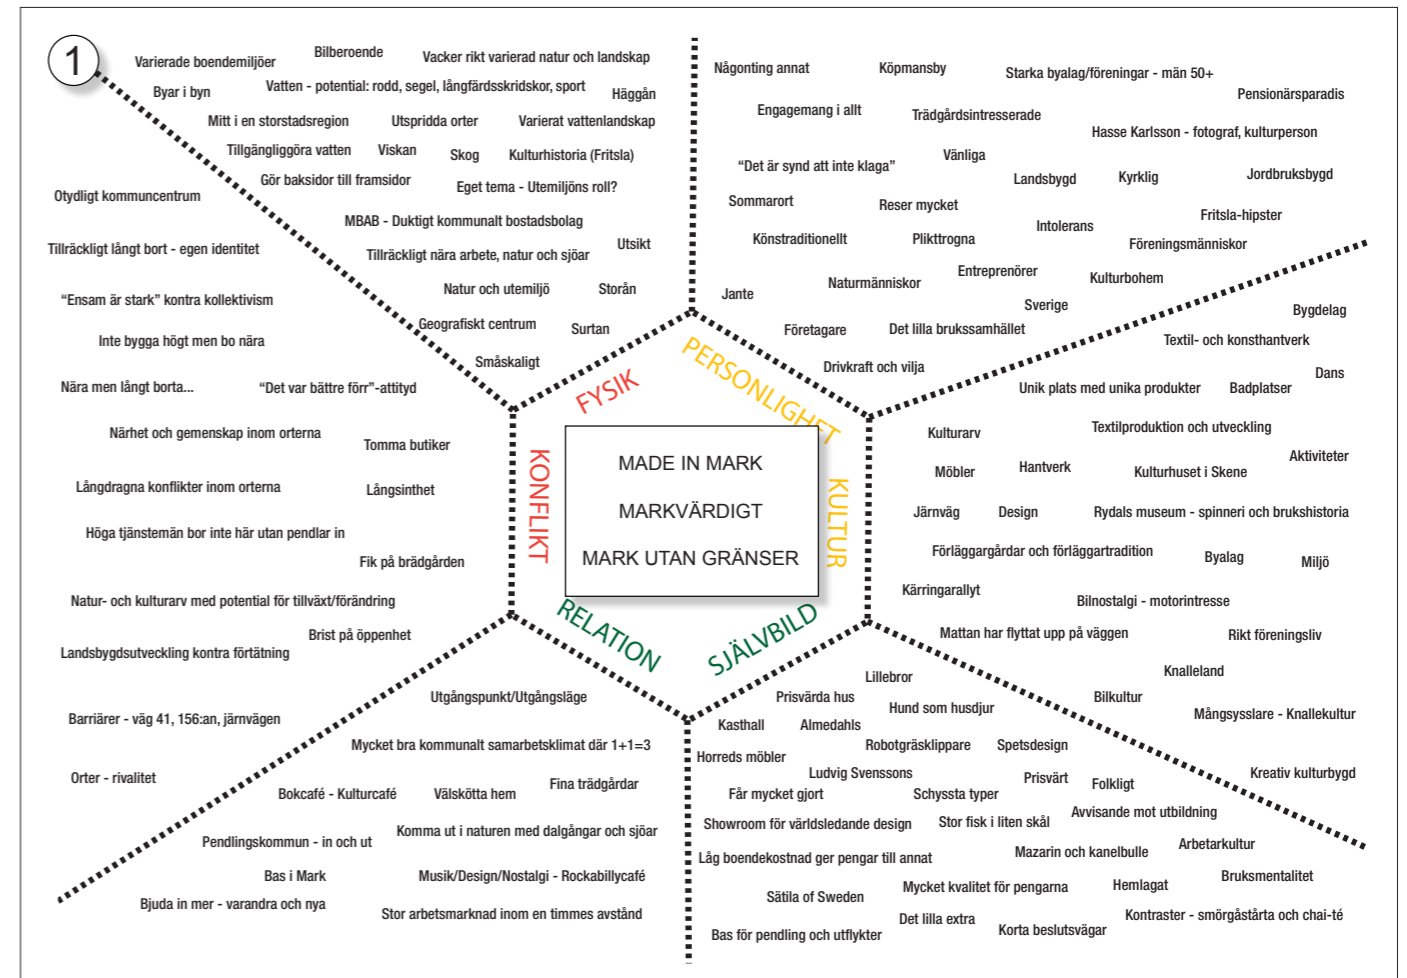 1
Varierade boendemiljöer
Bilberoende
Vacker rikt varierad natur och landskap
Byar i byn
Vatten - potential: rodd, segel, långfärdsskridskor, sport
Häggån
Mitt i en storstadsregion
Utspridda orter
Varierat vattenlandskap
Tillgängliggöra vatten
Viskan
Skog
Kulturhistoria (Fritsla)
Gör baksidor till framsidor
Eget tema - Utemiljöns roll?
MBAB - Duktigt kommunalt bostadsbolag
Utsikt
Tillräckligt nära arbete, natur och sjöar
Natur och utemiljö
Storån
Geografiskt centrum
Surtan
Småskaligt
FYSIK
Någonting annat
Köpmansby
Starka byalag/föreningar - män 50+
Pensionärsparadis
Engagemang i allt
Trädgårdsintresserade
Hasse Karlsson - fotograf, kulturperson
"Det är synd att inte klaga"
Vänliga
Landsbygd
Kyrklig
Jordbruksbygd
Sommarort
Reser mycket
Intolerans
Fritsla-hipster
Könstraditionellt
Plikttrogna
Föreningsmänniskor
Naturmänniskor
Entreprenörer
Kulturbohem
Jante
Sverige
Företagare
Det lilla brukssamhället
Drivkraft och vilja
PERSONLIGHET
Bygdelag
Textil- och konsthantverk
Dans
Unik plats med unika produkter
Badplatser
Kulturarv
Textilproduktion och utveckling
Aktiviteter
Möbler
Hantverk
Kulturhuset i Skene
Järnväg
Design
Rydals museum - spinneri och brukshistoria
Förläggargårdar och förläggartradition
Byalag
Miljö
Kärringarallyt
Bilnostalgi - motorintresse
Mattan har flyttat upp på väggen
Rikt föreningsliv
Knalleland
Bilkultur
Mångsysslare - Knallekultur
Kreativ kulturbygd
KULTUR
Otydligt kommuncentrum
Tillräckligt långt bort - egen identitet
"Ensam är stark" kontra kollektivism
Inte bygga högt men bo nära
Nära men långt borta...
"Det var bättre förr"-attityd
Närhet och gemenskap inom orterna
Tomma butiker
Långdragna konflikter inom orterna
Långsinthet
Höga tjänstemän bor inte här utan pendlar in
Fik på brädgården
Natur- och kulturarv med potential för tillväxt/förändring
Brist på öppenhet
Landsbygdsutveckling kontra förtätning
Barriärer - väg 41, 156:an, järnvägen
Orter - rivalitet
KONFLIKT
MADE IN MARK
MARKVÄRDIGT
MARK UTAN GRÄNSER
RELATION
Utgångspunkt/Utgångsläge
Mycket bra kommunalt samarbetsklimat där 1+1=3
Bokcafé - Kulturcafé
Välskötta hem
Fina trädgårdar
Pendlingskommun - in och ut
Komma ut i naturen med dalgångar och sjöar
Bas i Mark
Musik/Design/Nostalgi - Rockabillycafé
Bjuda in mer - varandra och nya
Stor arbetsmarknad inom en timmes avstånd
SJÄLVBILD
Lillebror
Prisvärda hus
Hund som husdjur
Kasthall
Almedahls
Robotgräsklippare
Spetsdesign
Horreds möbler
Ludvig Svenssons
Prisvärt
Folkligt
Får mycket gjort
Schyssta typer
Avvisande mot utbildning
Showroom för världsledande design
Stor fisk i liten skål
Arbetarkultur
Låg boendekostnad ger pengar till annat
Mazarin och kanelbulle
Bruksmentalitet
Sätila of Sweden
Mycket kvalitet för pengarna
Hemlagat
Det lilla extra
Kontraster - smörgåstårta och chai-té
Bas för pendling och utflykter
Korta beslutsvägar